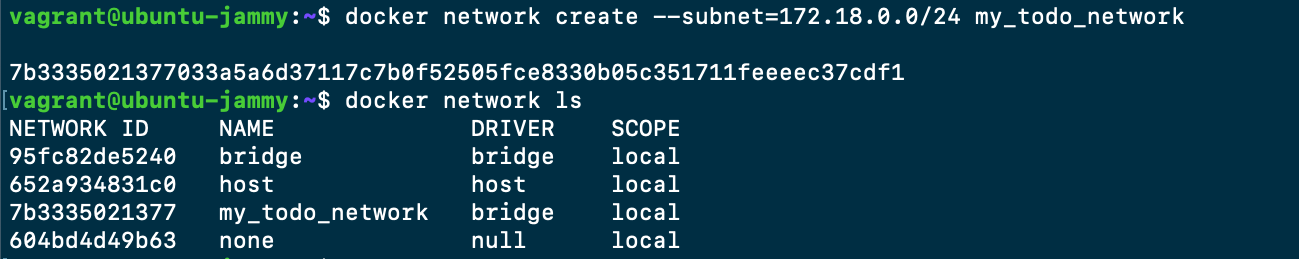 vagrant@ubuntu-jammy:~$ docker network create --subnet=172.18.0.0/24 my_todo_network
7b3335021377033a5a6d37117c7b0f52505fce8330b05c351711feeeec37cdf1
[vagrant@ubuntu-jammy:~$ docker network ls
NETWORK ID     NAME              DRIVER    SCOPE
95fc82de5240   bridge            bridge    local
652a934831c0   host              host      local
7b3335021377   my_todo_network   bridge    local
604bd4d49b63   none              null      local